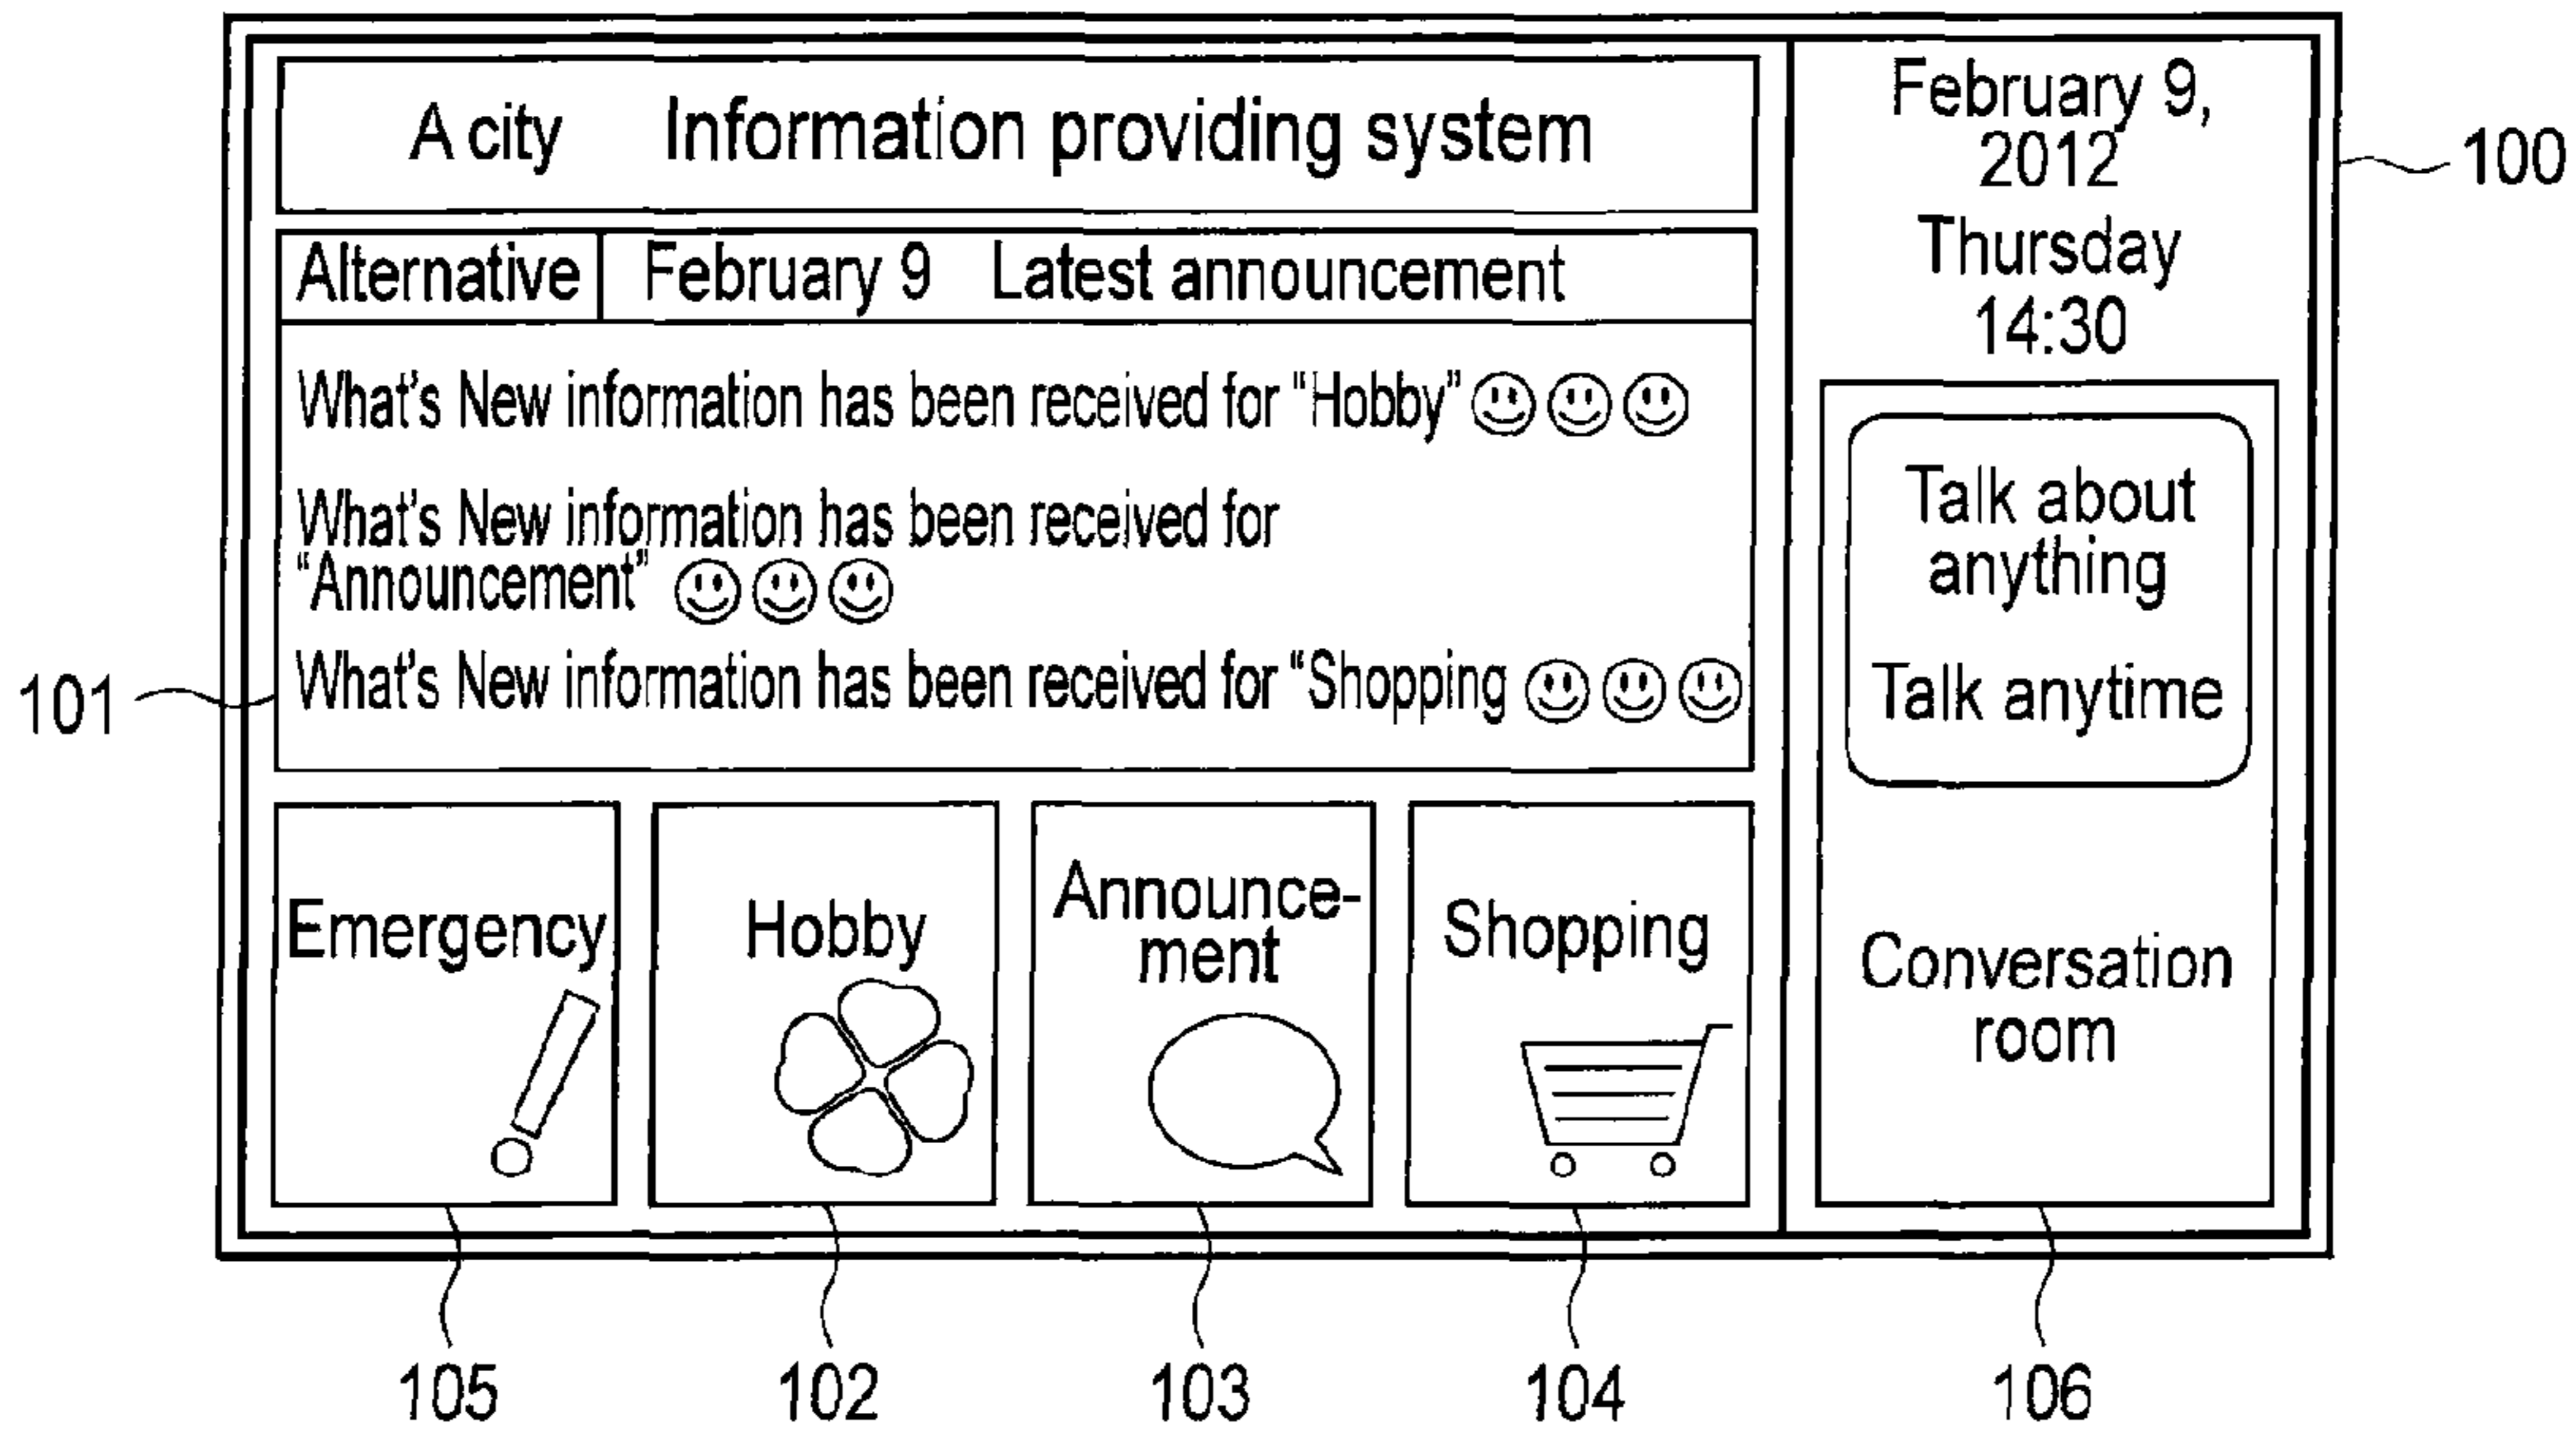 A city Information providing system
Alternative February 9 Latest announcement
What's New information has been received for "Hobby"
What's New information has been received for
"Announcement"
What's New information has been received for "Shopping
101
Emergency
Hobby
Announce-
ment
Shopping
February 9,
2012
Thursday
14:30
100
Talk about
anything
Talk anytime
Conversation
room
105
102
103
104
106